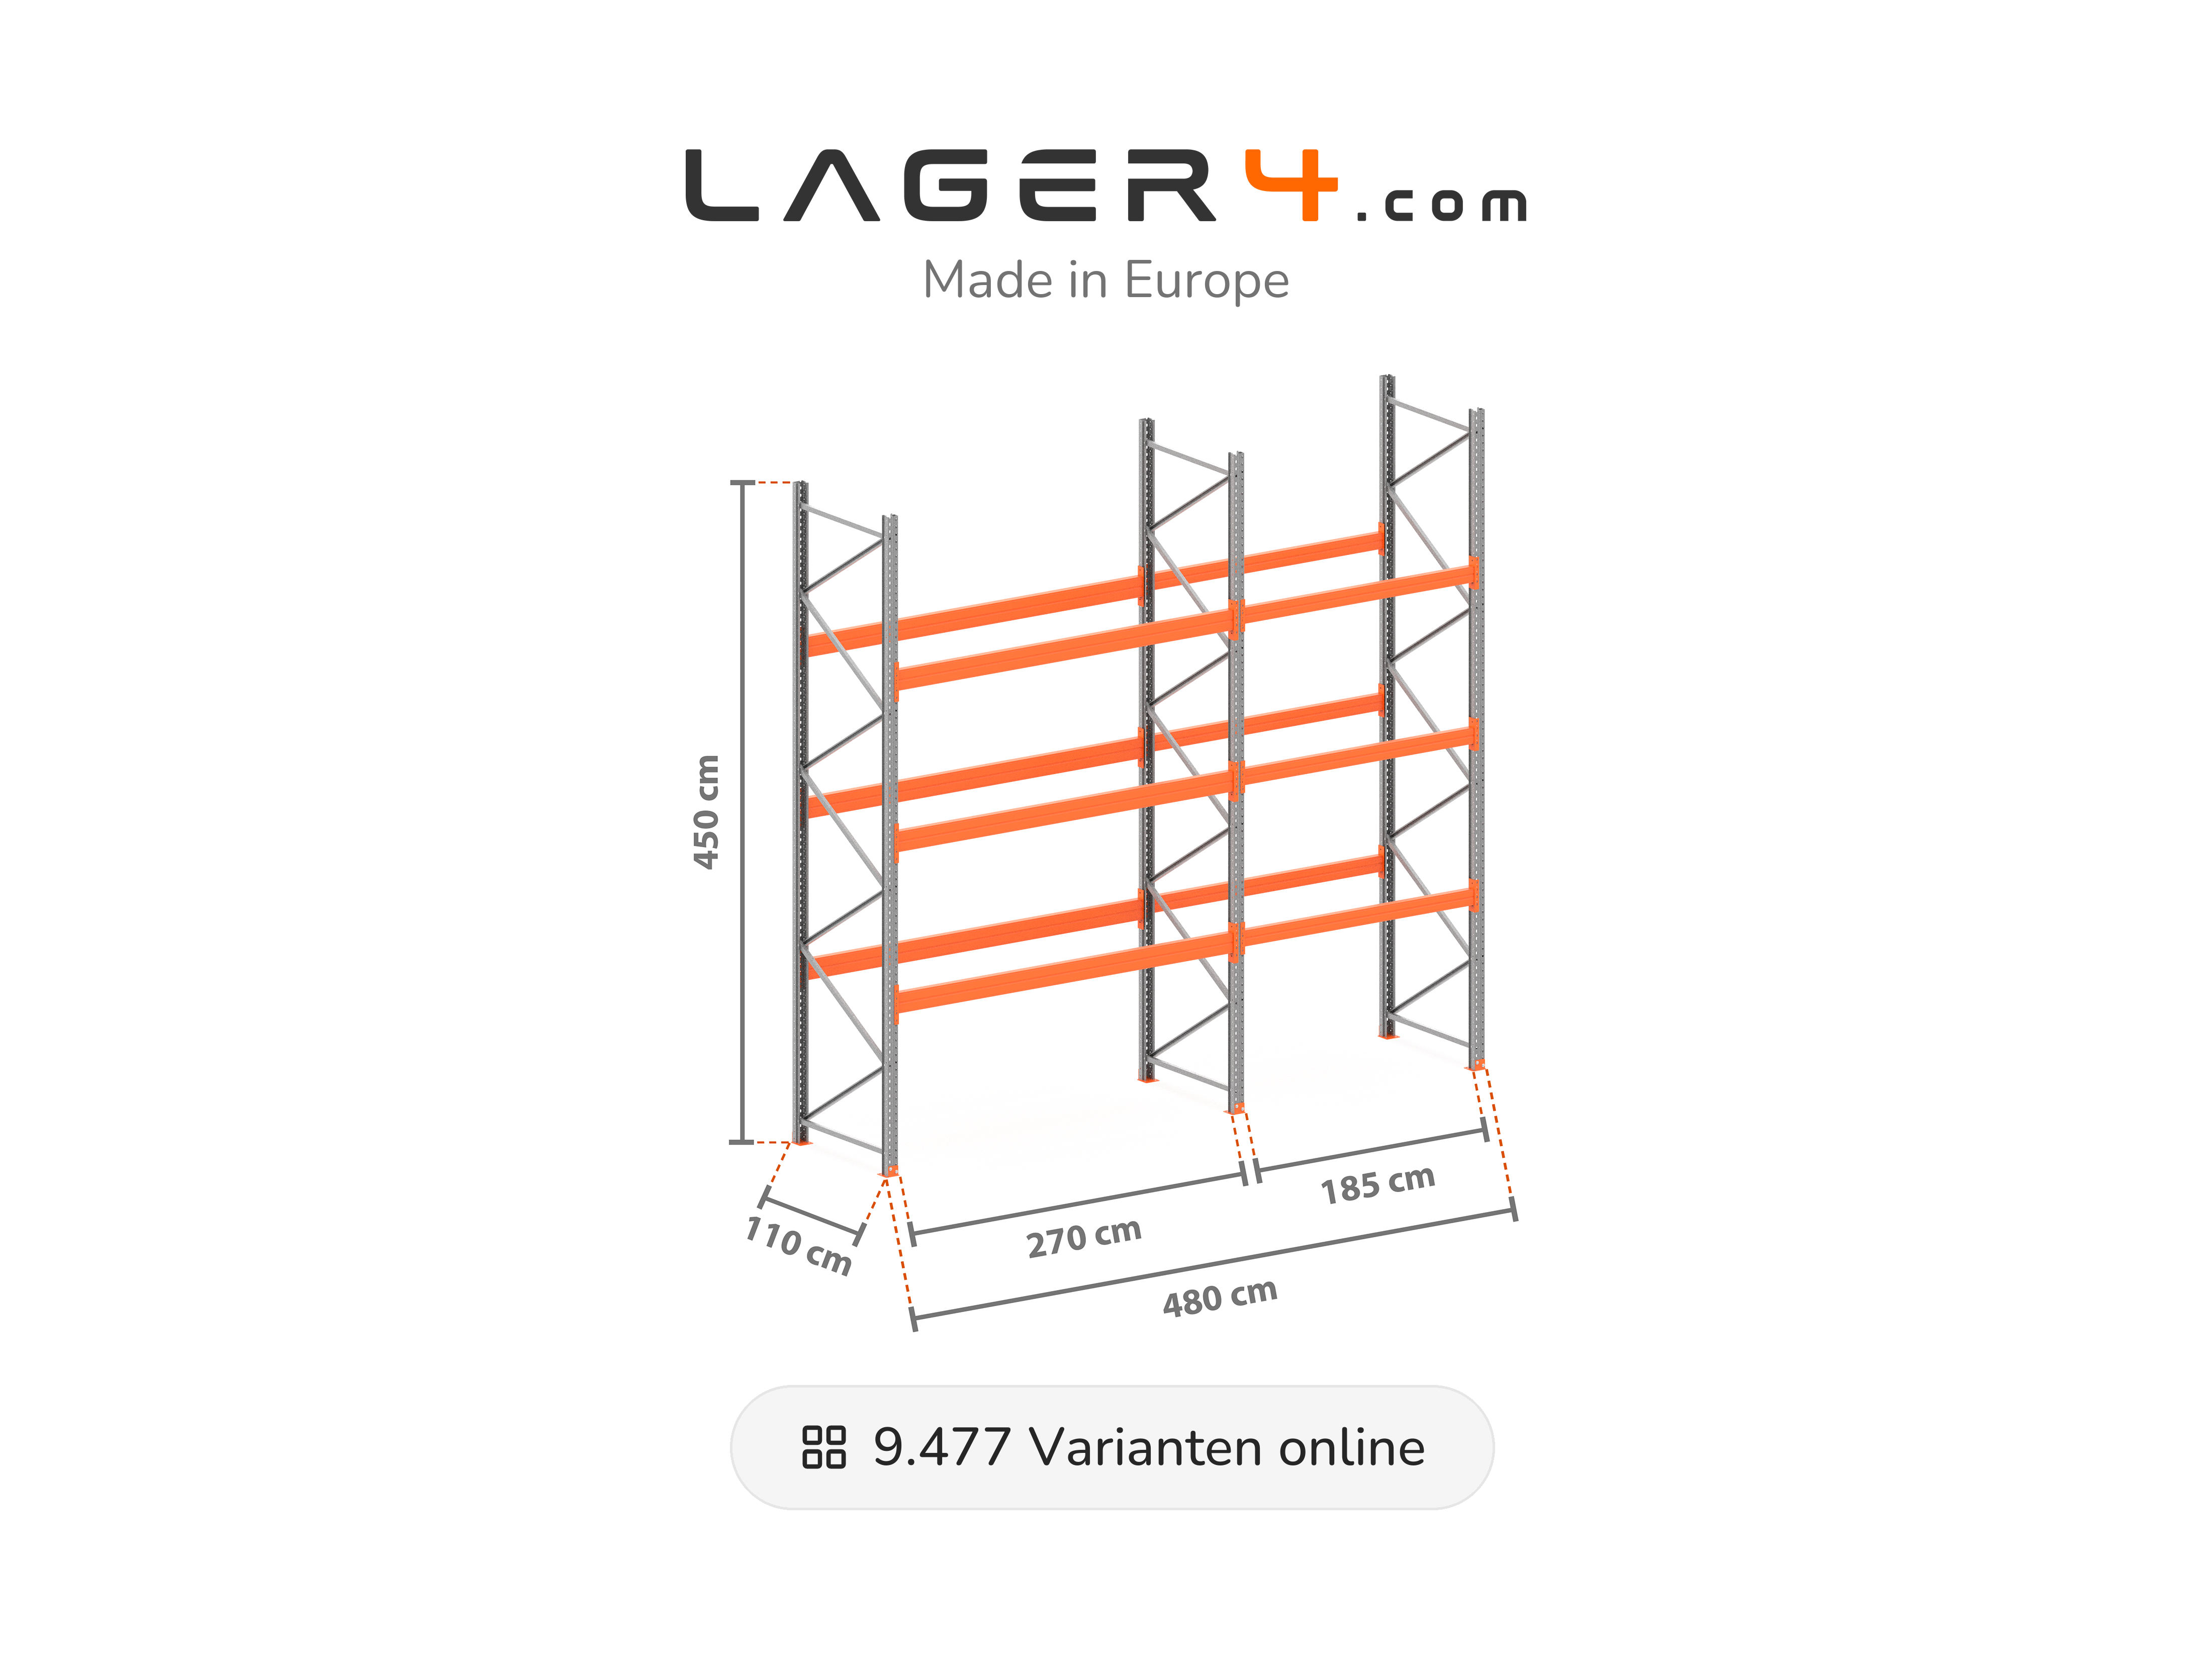 LAGER4.com
Made in Europe
450 cm
110 cm
270 cm
185 cm
480 cm
9.477 Varianten online